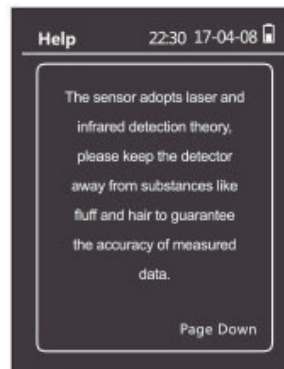 Help 22:30 17-04-08
The sensor adopts laser and
infrared detection theory,
please keep the detector
away from substances like
fluff and hair to guarantee
the accuracy of measured
data.
Page Down